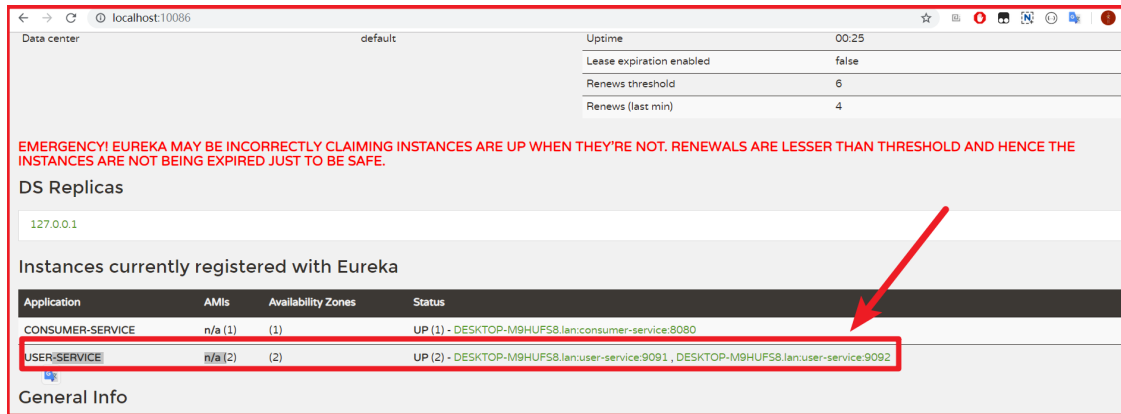 localhost:10086
Data center default Uptime 00:25
Lease expiration enabled false
Renews threshold 6
Renews (last min) 4
EMERGENCY! EUREKA MAY BE INCORRECTLY CLAIMING INSTANCES ARE UP WHEN THEY'RE NOT. RENEWALS ARE LESSER THAN THRESHOLD AND HENCE THE
INSTANCES ARE NOT BEING EXPIRED JUST TO BE SAFE.
DS Replicas
127.0.0.1
Instances currently registered with Eureka
Application AMIs Availability Zones Status
CONSUMER-SERVICE n/a (1) (1) UP (1) - DESKTOP-M9HUFS8.lan:consumer-service:8080
USER-SERVICE n/a (2) (2) UP (2) - DESKTOP-M9HUFS8.lan:user-service:9091 , DESKTOP-M9HUFS8.lan:user-service:9092
General Info